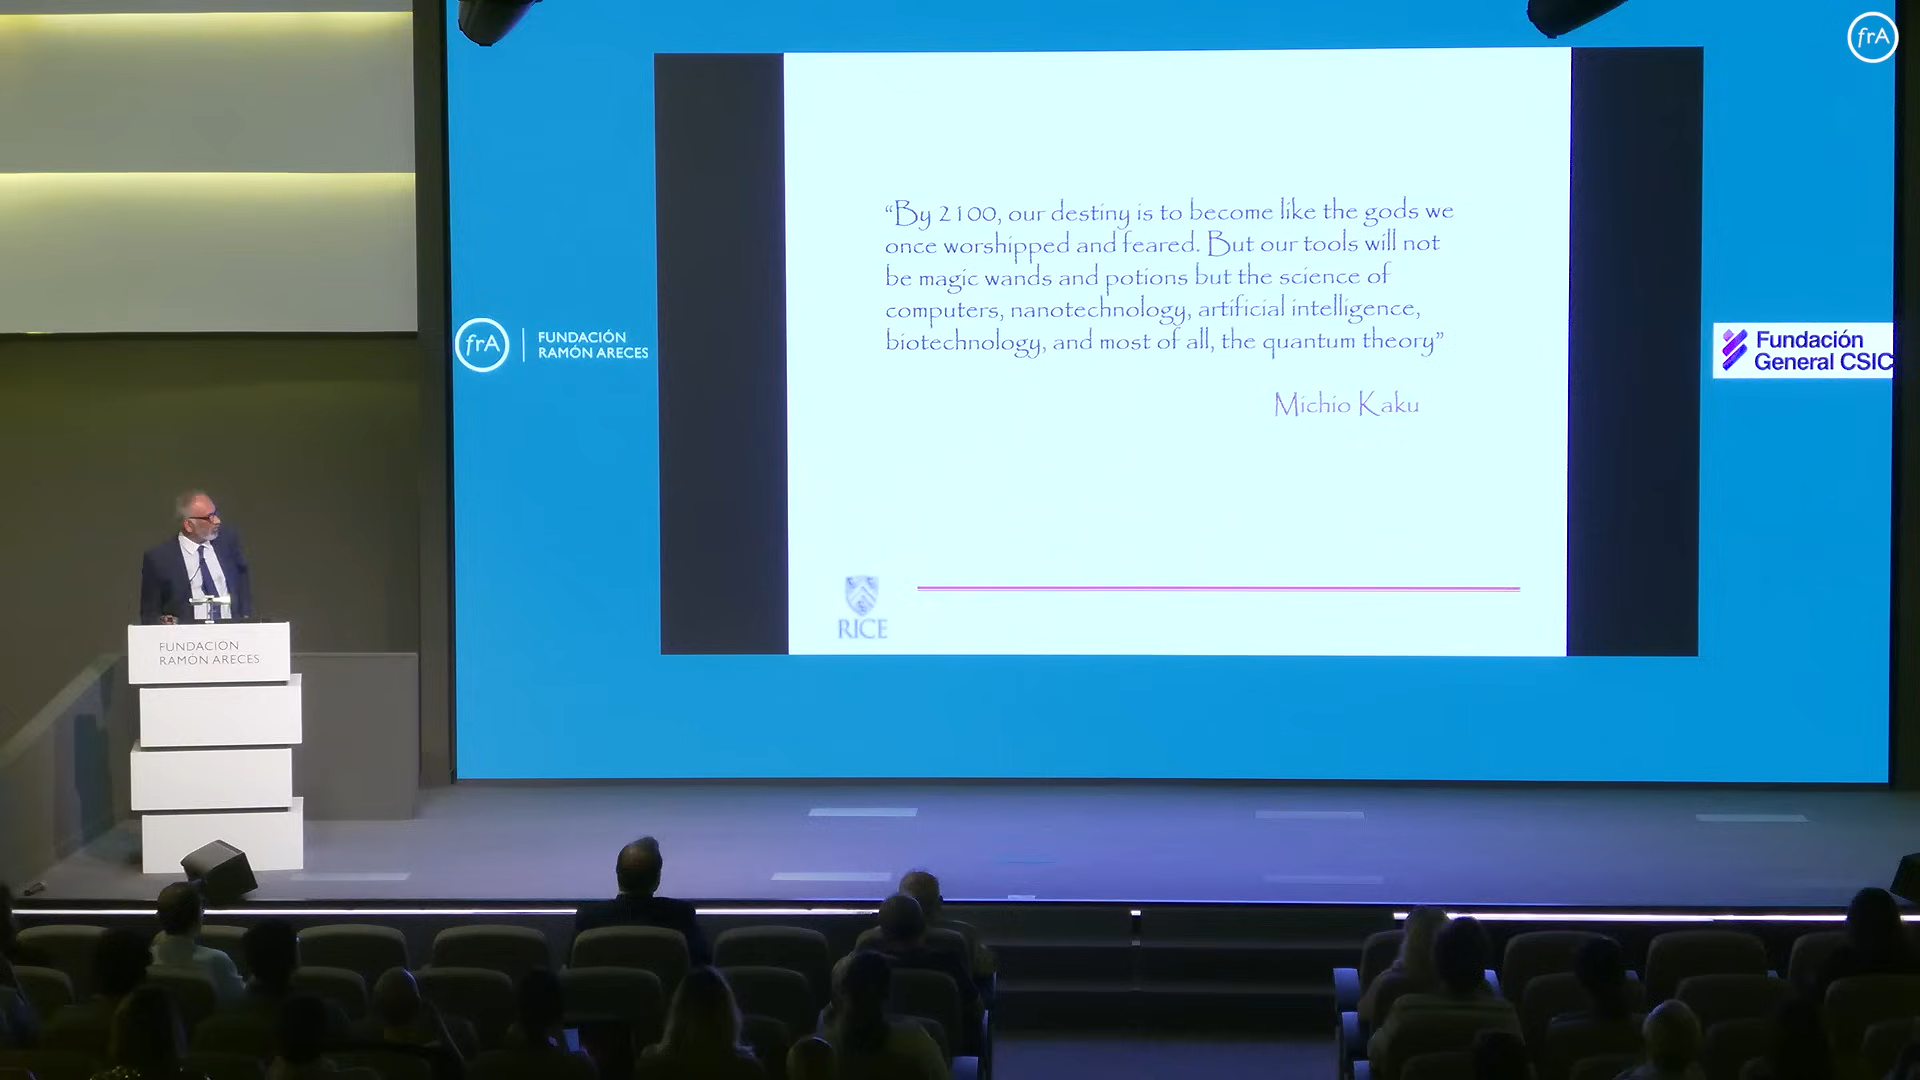 frA
“By 2100, our destiny is to become like the gods we
once worshipped and feared. But our tools will not
be magic wands and potions but the science of
computers, nanotechnology, artificial intelligence,
biotechnology, and most of all, the quantum theory”
Michio Kaku
RICE
frA
FUNDACIÓN
RAMÓN ARECES
Fundación
General CSIC
FUNDACIÓN
RAMÓN ARECES